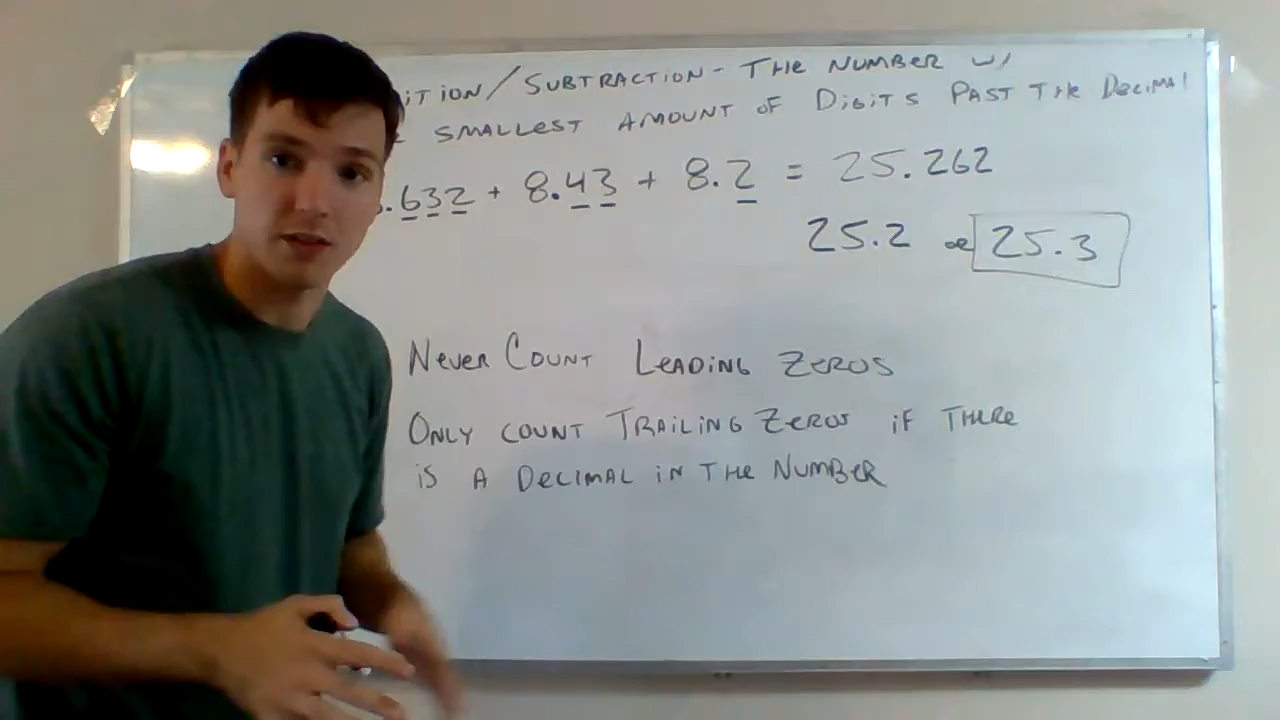 ITION/SUBTRACTION - THE NUMBER W/
SMALLEST AMOUNT OF DIGITS PAST THE DECIMAL
.632 + 8.43 + 8.2 = 25.262
25.2 or 25.3
NEVER COUNT LEADING ZEROS
ONLY COUNT TRAILING ZEROS iF THERE
iS A DECIMAL iN THE NUMBER